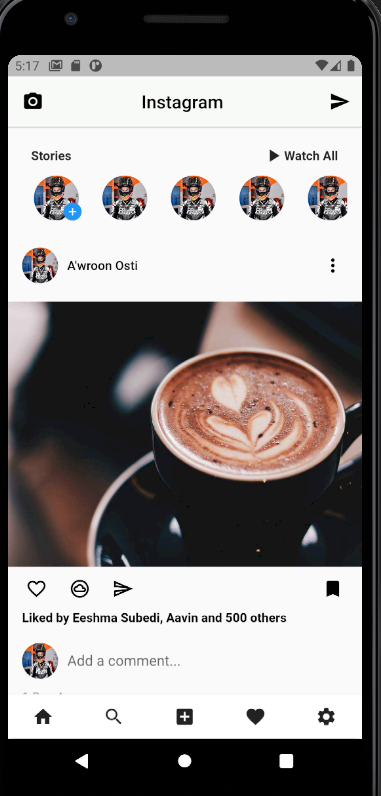 5:17
Instagram
Stories
Watch All
A'wroon Osti
Liked by Eeshma Subedi, Aavin and 500 others
Add a comment...